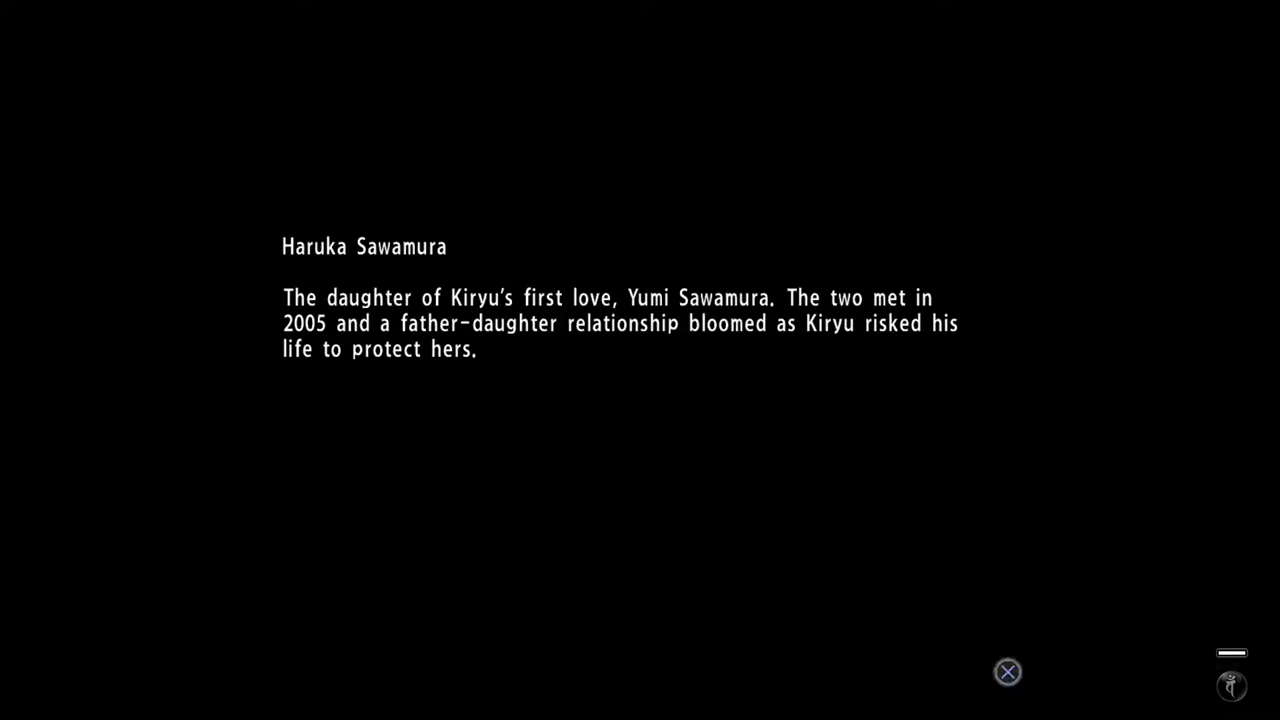 Haruka Sawamura
The daughter of Kiryu's first love, Yumi Sawamura. The two met in
2005 and a father-daughter relationship bloomed as Kiryu risked his
life to protect hers.